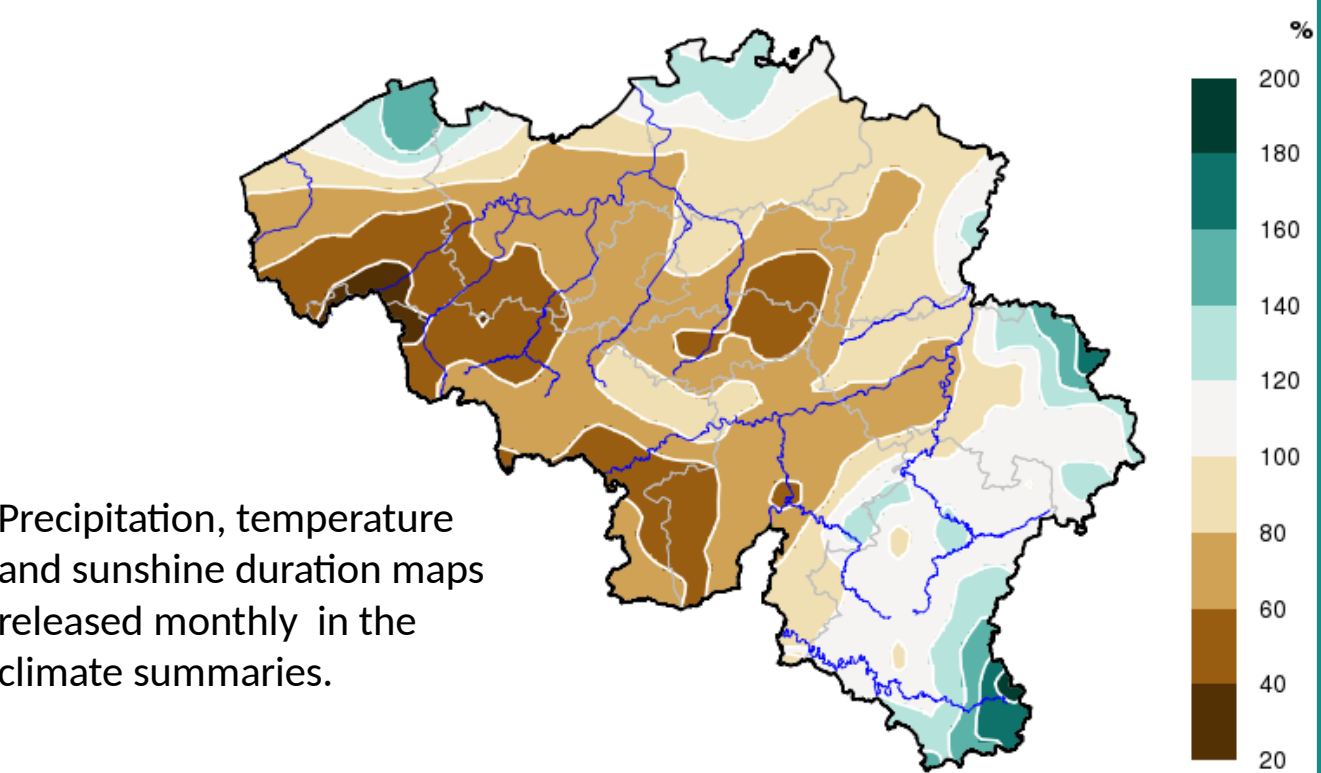 %
200
180
160
140
120
100
80
60
40
20
Precipitation, temperature
and sunshine duration maps
released monthly  in the
climate summaries.